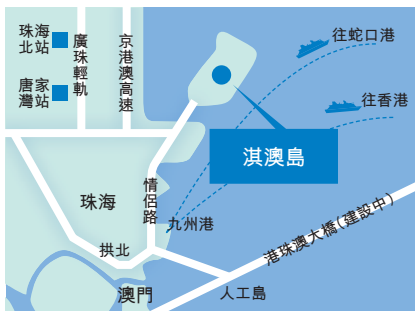 珠海
北站
唐家
灣站
廣珠輕軌
京港澳高速
往蛇口港
往香港
淇澳島
珠海
情侶路
九州港
拱北
澳門
人工島
港珠澳大橋(建設中)